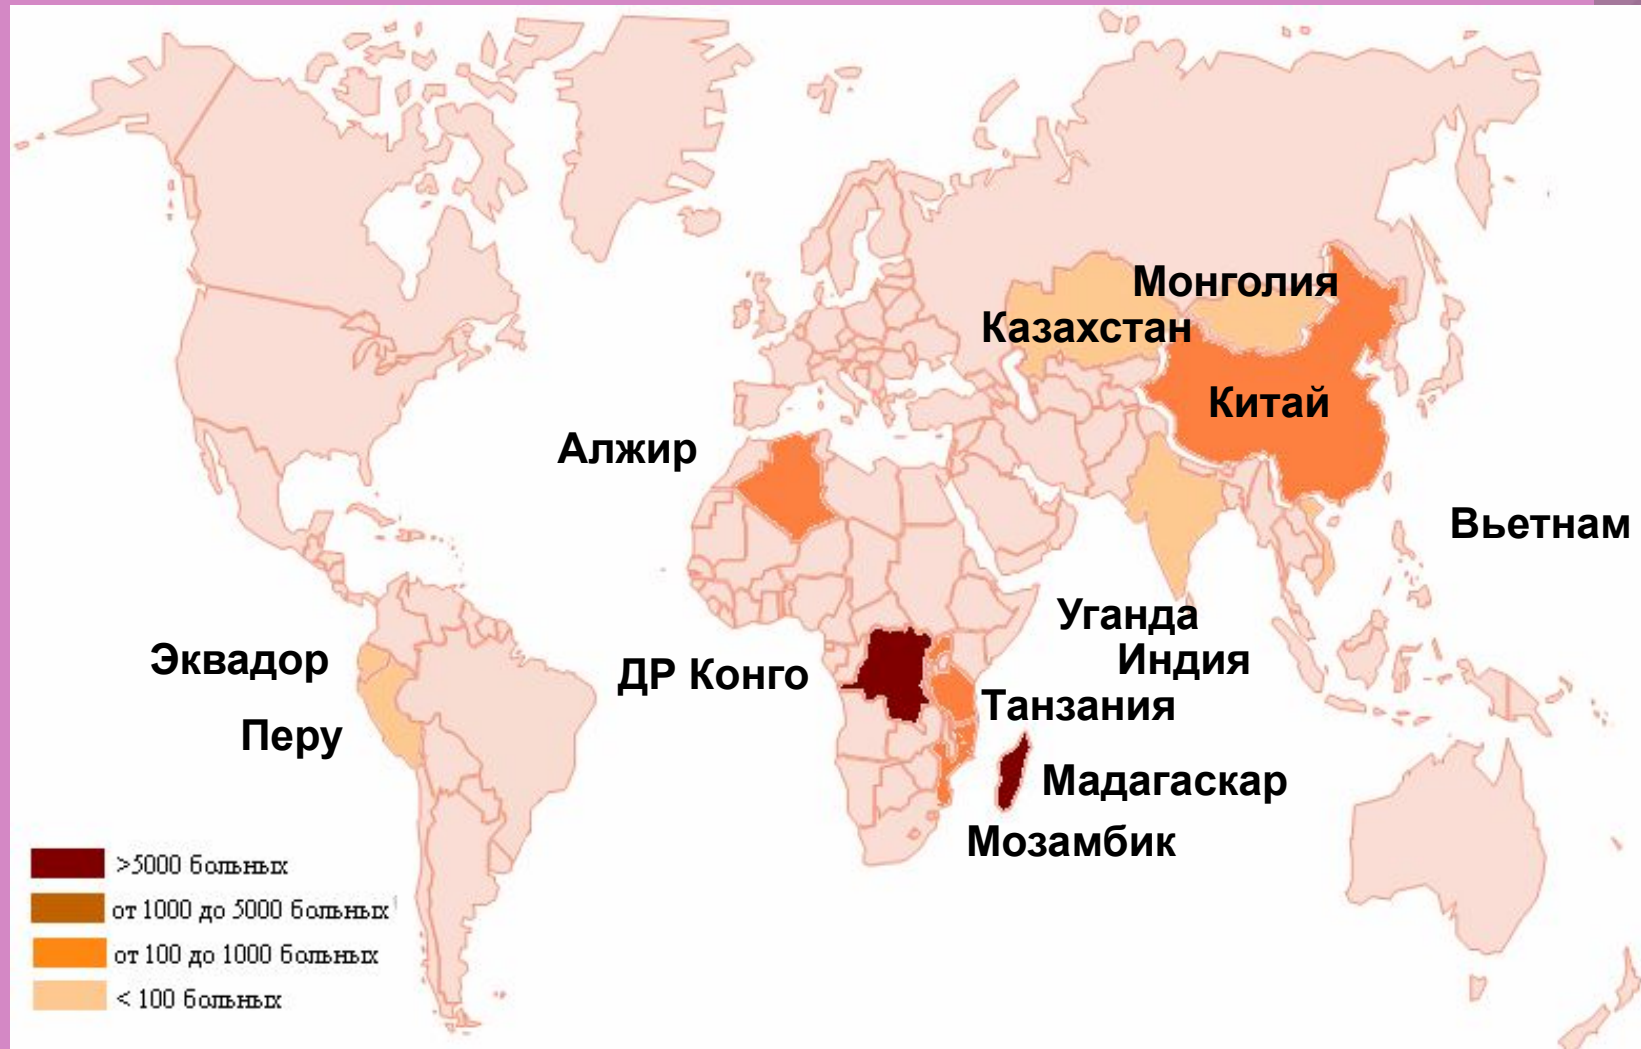 Монголия
Казахстан
Китай
Алжир
Вьетнам
Уганда
Эквадор
Индия
ДР Конго
Танзания
Перу
Мадагаскар
Мозамбик
>5000 больных
от 1000 до 5000 больных
от 100 до 1000 больных
< 100 больных